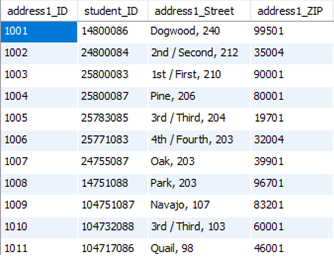 address1_ID student_ID address1_Street address1_ZIP
1001 14800086 Dogwood, 240 99501
1002 24800084 2nd / Second, 212 35004
1003 25800083 1st / First, 210 90001
1004 25800087 Pine, 206 80001
1005 25783085 3rd / Third, 204 19701
1006 25771083 4th / Fourth, 203 32004
1007 24755087 Oak, 203 39901
1008 14751088 Park, 203 96701
1009 104751087 Navajo, 107 83201
1010 104732088 3rd / Third, 103 60001
1011 104717086 Quail, 98 46001